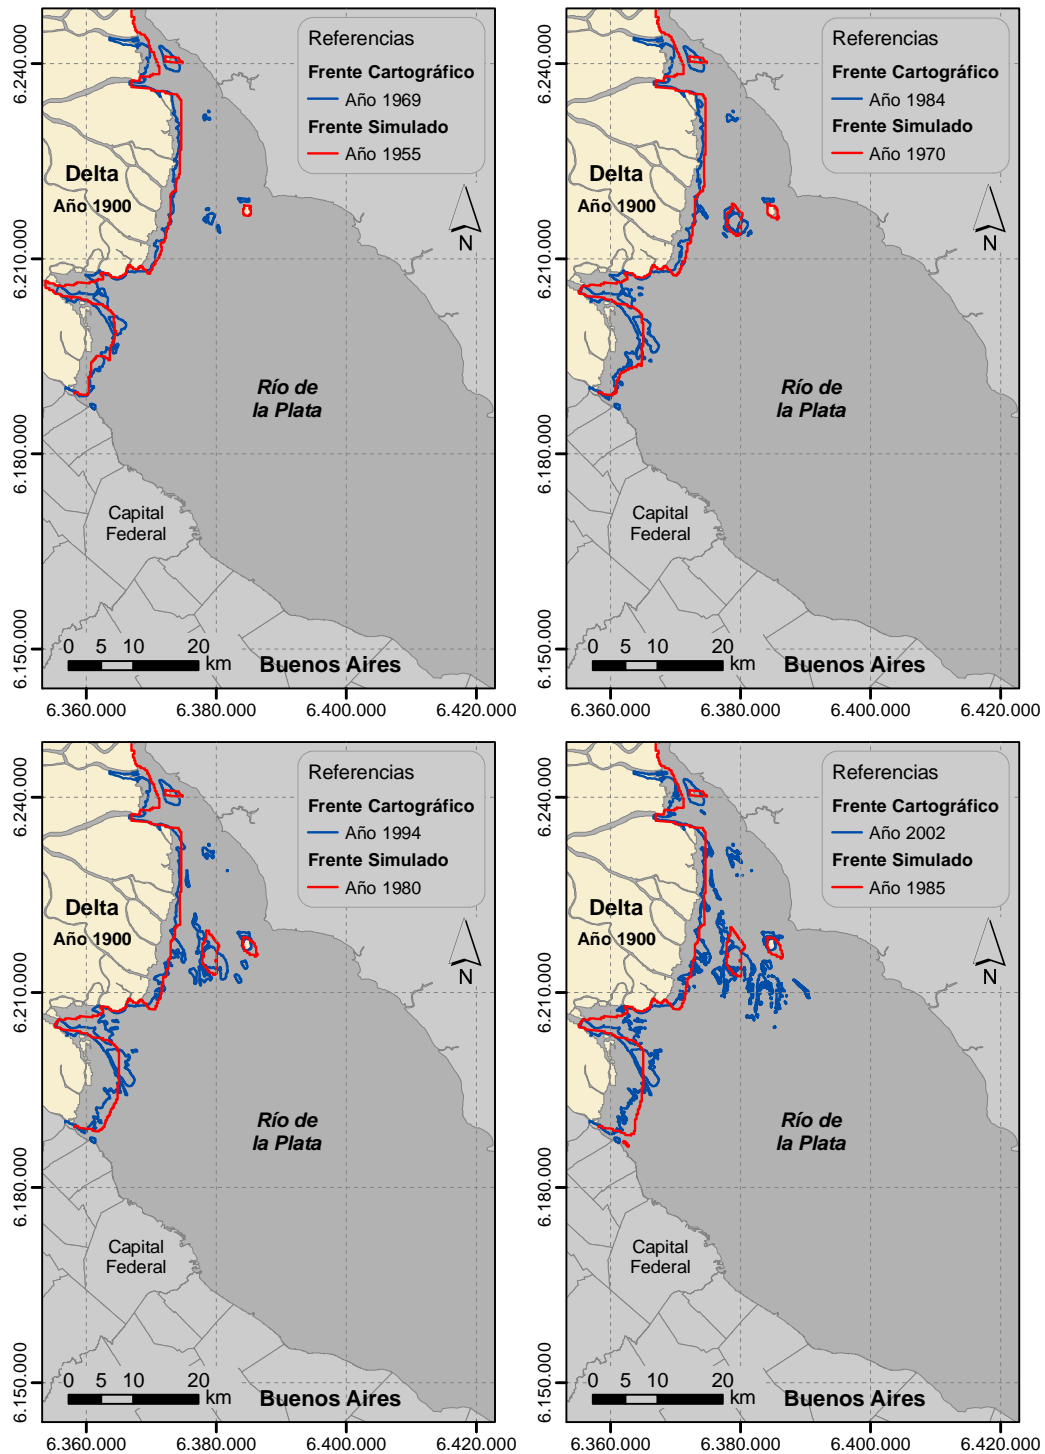 Referencias
Frente Cartográfico
Año 1969
Frente Simulado
Año 1955
Delta
Año 1900
N
Río de
la Plata
Capital
Federal
0 5 10 20
km
Buenos Aires
6.240.000
6.210.000
6.180.000
6.150.000
6.360.000 6.380.000 6.400.000 6.420.000
Referencias
Frente Cartográfico
Año 1984
Frente Simulado
Año 1970
Delta
Año 1900
N
Río de
la Plata
Capital
Federal
0 5 10 20
km
Buenos Aires
6.240.000
6.210.000
6.180.000
6.150.000
6.360.000 6.380.000 6.400.000 6.420.000
Referencias
Frente Cartográfico
Año 1994
Frente Simulado
Año 1980
Delta
Año 1900
N
Río de
la Plata
Capital
Federal
0 5 10 20
km
Buenos Aires
6.240.000
6.210.000
6.180.000
6.150.000
6.360.000 6.380.000 6.400.000 6.420.000
Referencias
Frente Cartográfico
Año 2002
Frente Simulado
Año 1985
Delta
Año 1900
N
Río de
la Plata
Capital
Federal
0 5 10 20
km
Buenos Aires
6.240.000
6.210.000
6.180.000
6.150.000
6.360.000 6.380.000 6.400.000 6.420.000